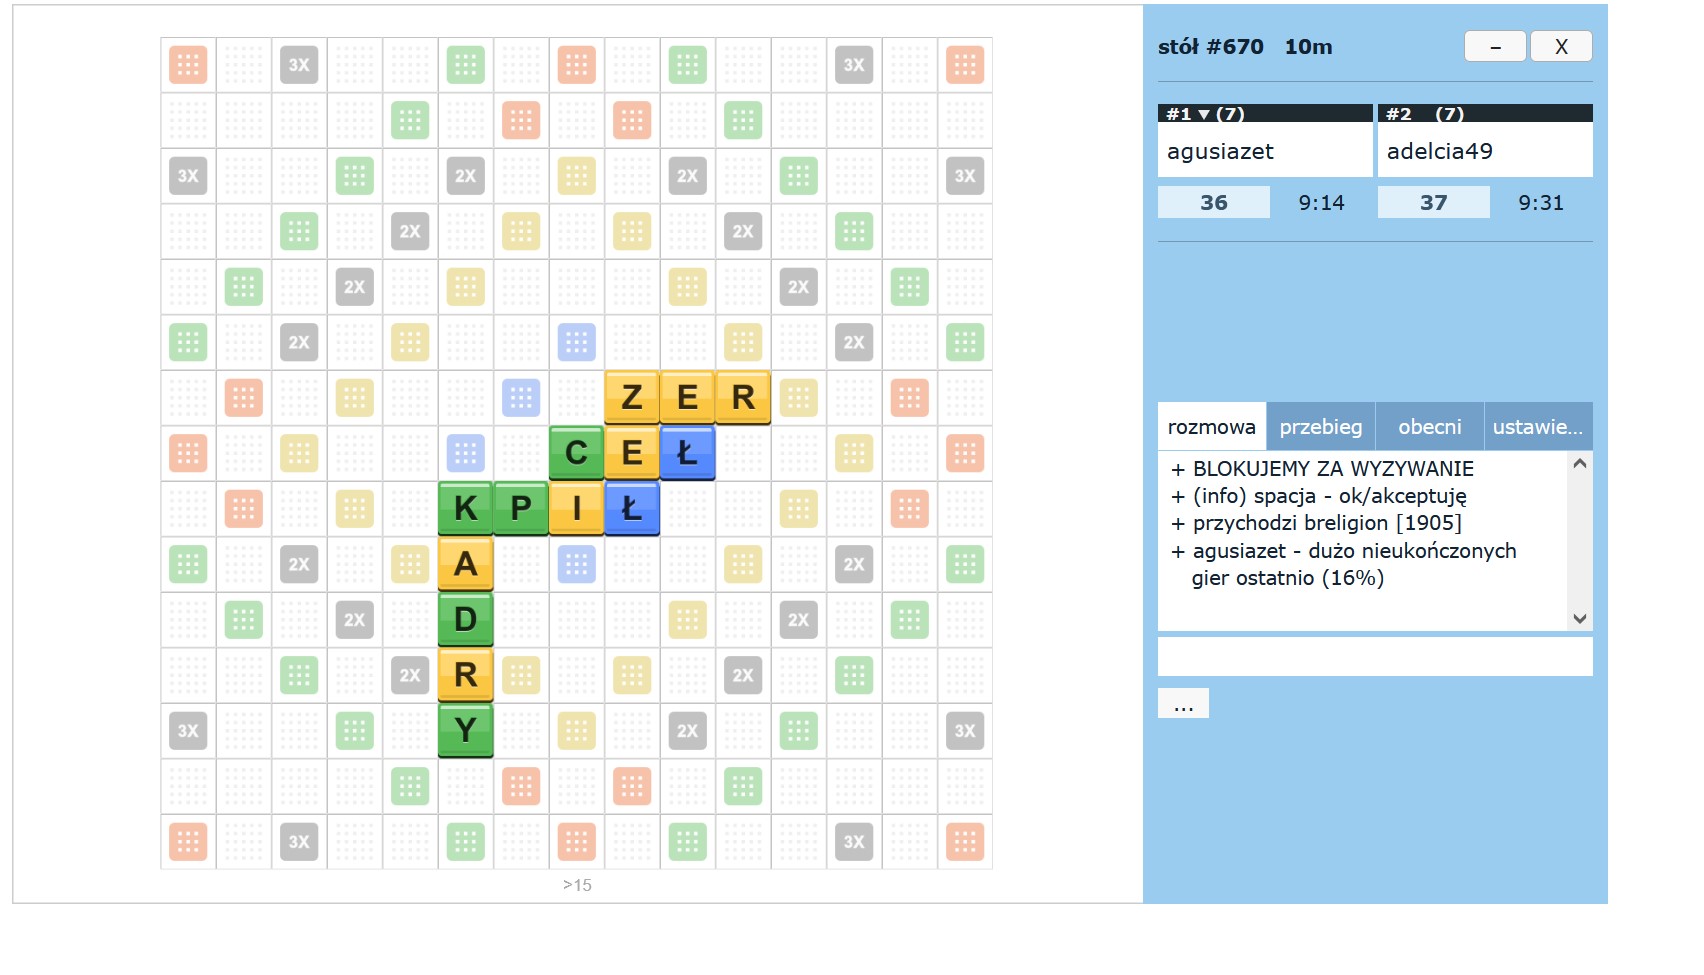 stół #670 10m – X
#1 ▼ (7) #2 (7)
agusiazet adelcia49
36 9:14 37 9:31
3X 3X
3X 2X 2X 3X
2X 2X
2X 2X
2X 2X
Z E R
C E Ł
K P I Ł
2X A 2X
2X D 2X
2X R 2X
3X Y 2X 3X
3X 3X
>15
rozmowa przebieg obecni ustawie...
+ BLOKUJEMY ZA WYZYWANIE
+ (info) spacja - ok/akceptuję
+ przychodzi breligion [1905]
+ agusiazet - dużo nieukończonych
gier ostatnio (16%)
...